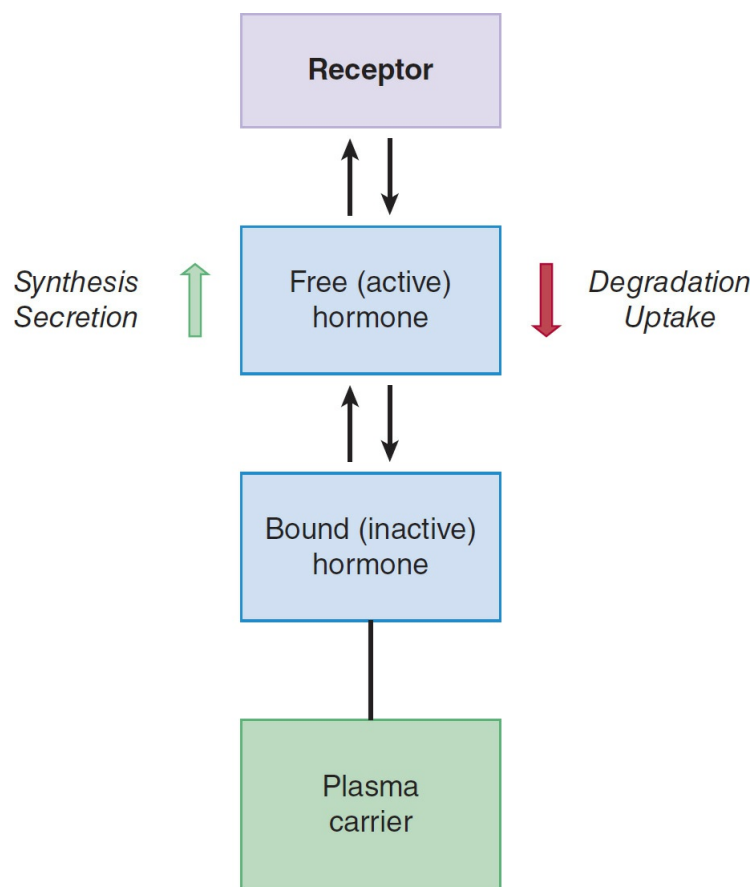 Receptor
Synthesis
Secretion
Free (active)
hormone
Degradation
Uptake
Bound (inactive)
hormone
Plasma
carrier